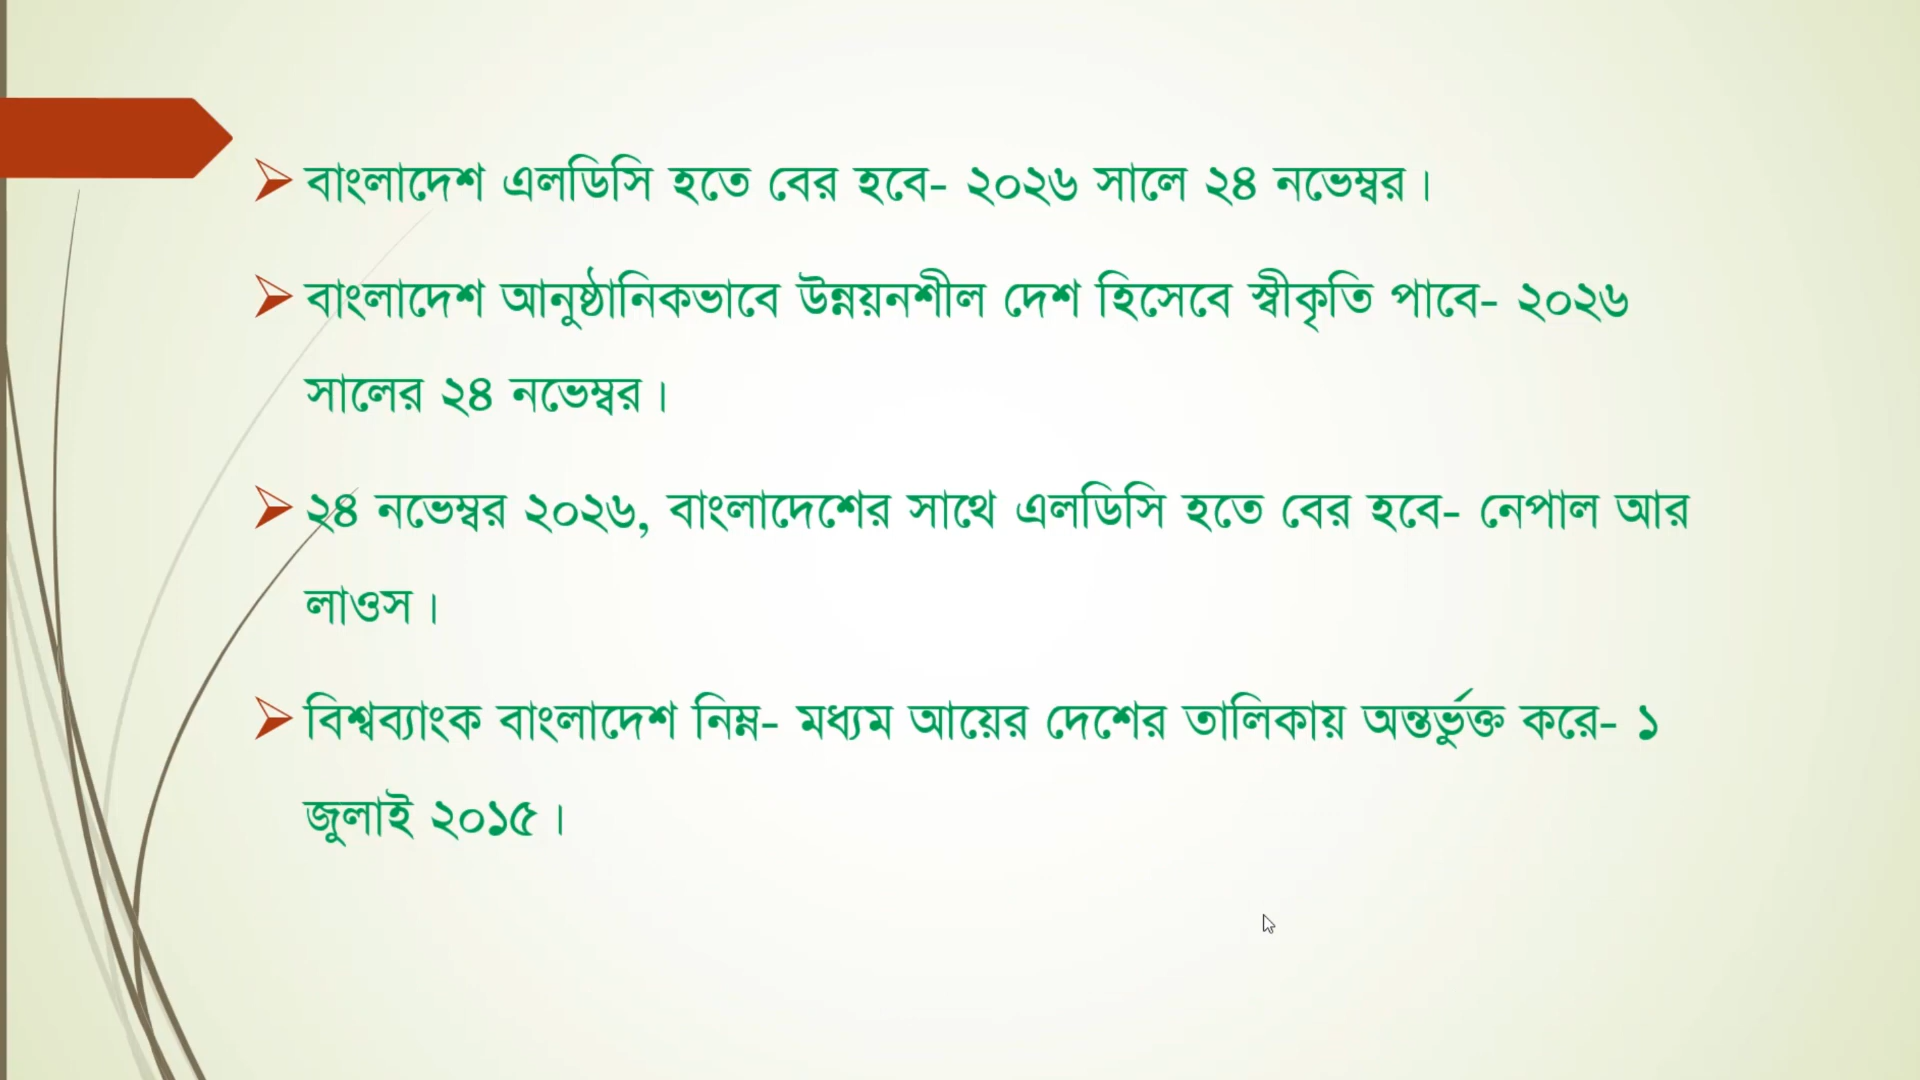 বাংলাদেশ এলডিসি হতে বের হবে- ২০২৬ সালে ২৪ নভেম্বর।
বাংলাদেশ আনুষ্ঠানিকভাবে উন্নয়নশীল দেশ হিসেবে স্বীকৃতি পাবে- ২০২৬
সালের ২৪ নভেম্বর।
২৪ নভেম্বর ২০২৬, বাংলাদেশের সাথে এলডিসি হতে বের হবে- নেপাল আর
লাওস।
বিশ্বব্যাংক বাংলাদেশ নিম্ন- মধ্যম আয়ের দেশের তালিকায় অন্তর্ভুক্ত করে- ১
জুলাই ২০১৫।